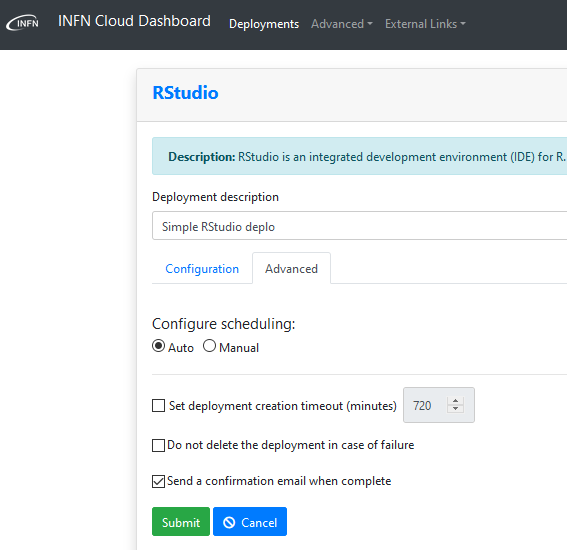 INFN INFN Cloud Dashboard Deployments Advanced External Links
RStudio
Description: RStudio is an integrated development environment (IDE) for R.
Deployment description
Simple RStudio deplo
Configuration Advanced
Configure scheduling:
Auto Manual
Set deployment creation timeout (minutes) 720
Do not delete the deployment in case of failure
Send a confirmation email when complete
Submit Cancel